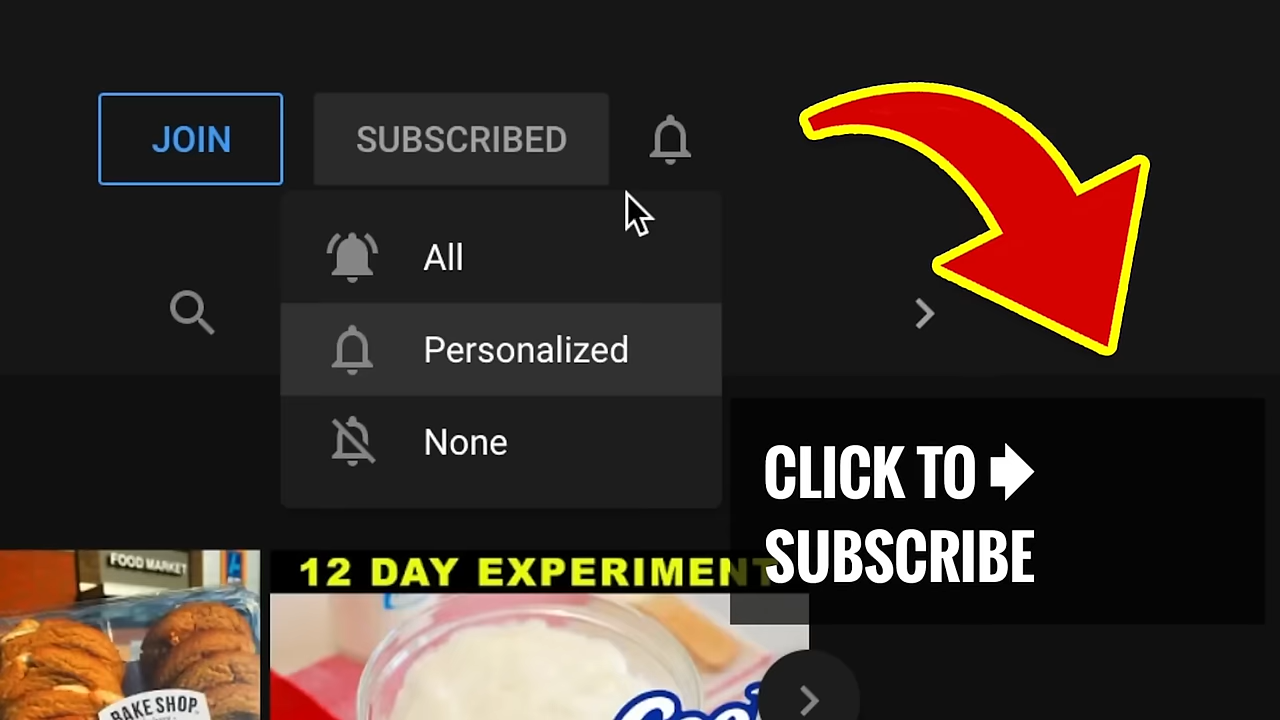 JOIN
SUBSCRIBED
All
Personalized
None
CLICK TO
SUBSCRIBE
FOOD MARKET
12 DAY EXPERIMENT
BAKE SHOP